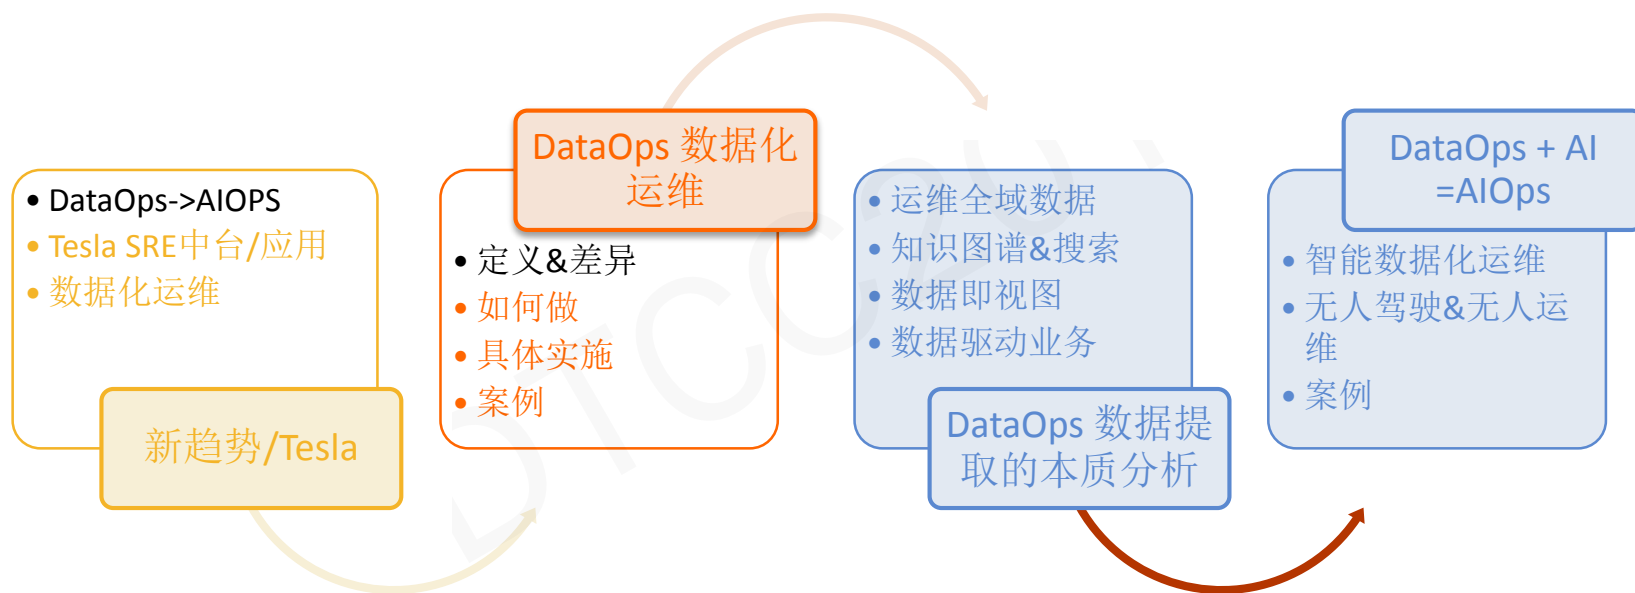 DataOps->AIOPS
Tesla SRE中台/应用
数据化运维
新趋势/Tesla
DataOps 数据化
运维
定义&差异
如何做
具体实施
案例
运维全域数据
知识图谱&搜索
数据即视图
数据驱动业务
DataOps 数据提
取的本质分析
DataOps + AI
=AIOps
智能数据化运维
无人驾驶&无人运
维
案例